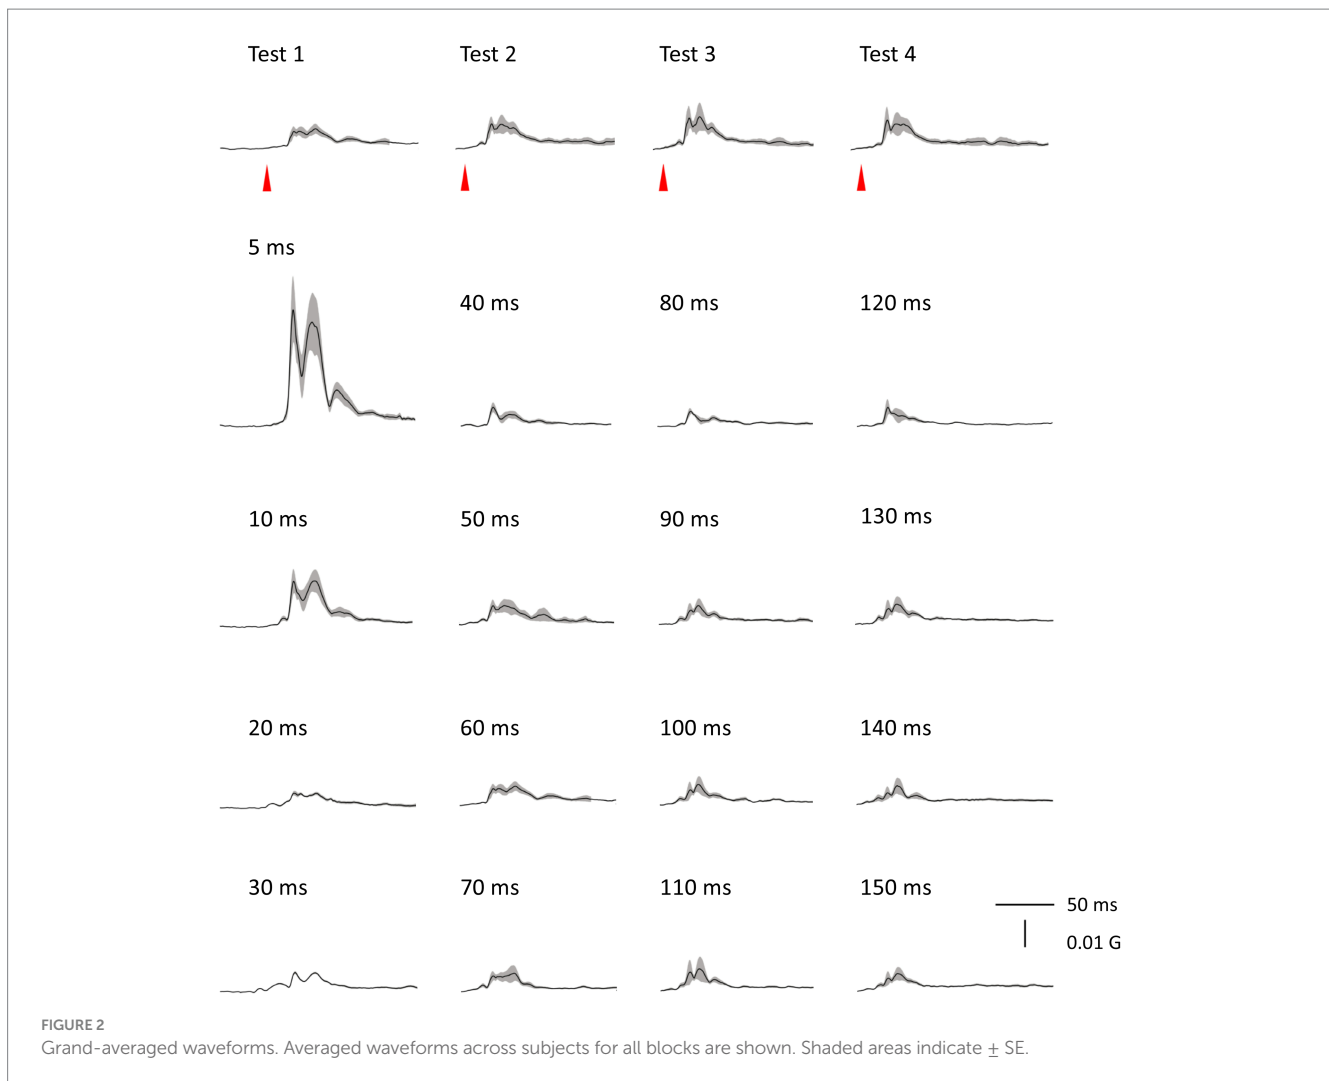 Test 1
Test 2
Test 3
Test 4
5 ms
40 ms
80 ms
120 ms
10 ms
50 ms
90 ms
130 ms
20 ms
60 ms
100 ms
140 ms
30 ms
70 ms
110 ms
150 ms
50 ms
0.01 G
FIGURE 2
Grand-averaged waveforms. Averaged waveforms across subjects for all blocks are shown. Shaded areas indicate ± SE.